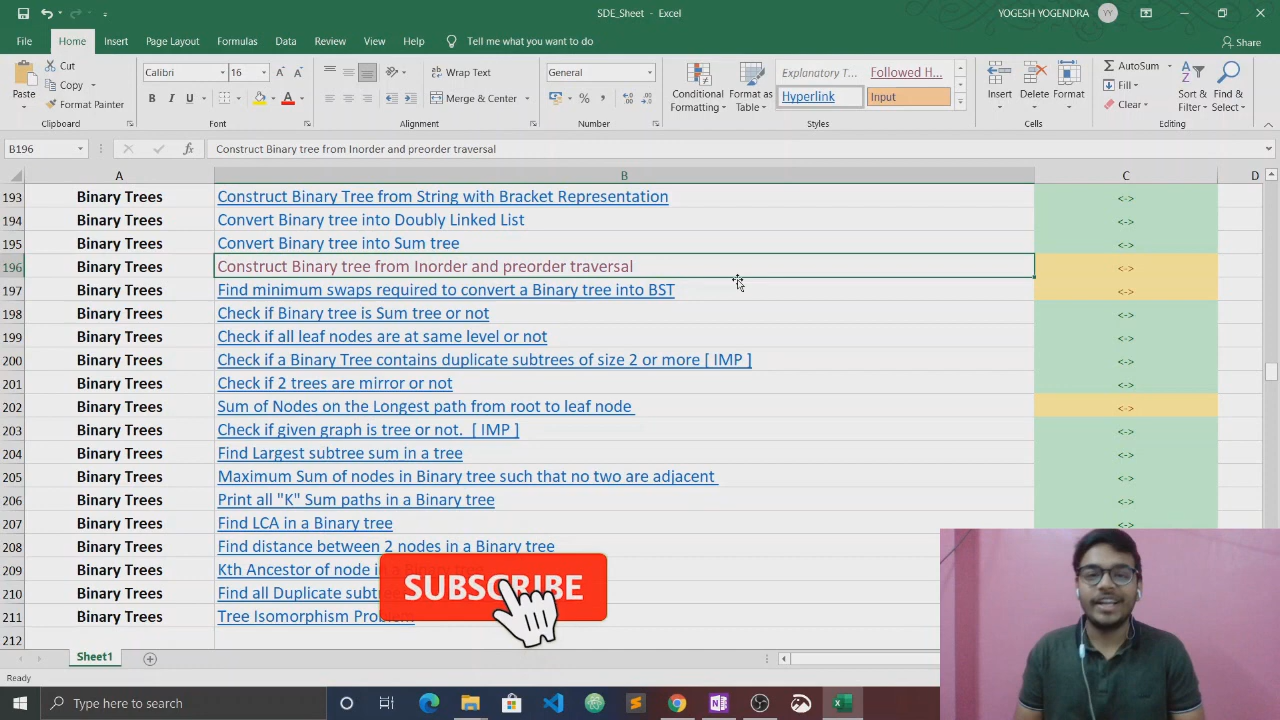 SDE_Sheet - Excel
YOGESH YOGENDRA YY
File Home Insert Page Layout Formulas Data Review View Help Tell me what you want to do Share
Paste
Cut
Copy
Format Painter
Calibri 16
B I U
Wrap Text
Merge & Center
General
Conditional Formatting
Format as Table
Explanatory T... Followed H...
Hyperlink Input
Insert Delete Format
AutoSum
Fill
Clear
Sort & Filter
Find & Select
Clipboard Font Alignment Number Styles Cells Editing
B196 fx Construct Binary tree from Inorder and preorder traversal
A B C D
193 Binary Trees Construct Binary Tree from String with Bracket Representation <->
194 Binary Trees Convert Binary tree into Doubly Linked List <->
195 Binary Trees Convert Binary tree into Sum tree <->
196 Binary Trees Construct Binary tree from Inorder and preorder traversal <->
197 Binary Trees Find minimum swaps required to convert a Binary tree into BST <->
198 Binary Trees Check if Binary tree is Sum tree or not <->
199 Binary Trees Check if all leaf nodes are at same level or not <->
200 Binary Trees Check if a Binary Tree contains duplicate subtrees of size 2 or more [ IMP ] <->
201 Binary Trees Check if 2 trees are mirror or not <->
202 Binary Trees Sum of Nodes on the Longest path from root to leaf node <->
203 Binary Trees Check if given graph is tree or not. [ IMP ] <->
204 Binary Trees Find Largest subtree sum in a tree <->
205 Binary Trees Maximum Sum of nodes in Binary tree such that no two are adjacent <->
206 Binary Trees Print all "K" Sum paths in a Binary tree <->
207 Binary Trees Find LCA in a Binary tree <->
208 Binary Trees Find distance between 2 nodes in a Binary tree
209 Binary Trees Kth Ancestor of node in
210 Binary Trees Find all Duplicate
211 Binary Trees Tree Isomorphism Problem
212
SUBSCRIBE
Sheet1
Ready
Type here to search